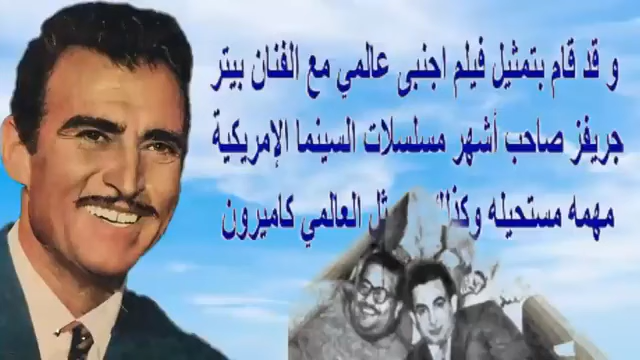 و قد قام بتمثيل فيلم اجنبى عالمي مع الفنان بيتر
جريفز صاحب أشهر مسلسلات السينما الإمريكية
مهمه مستحيله العالمي كاميرون